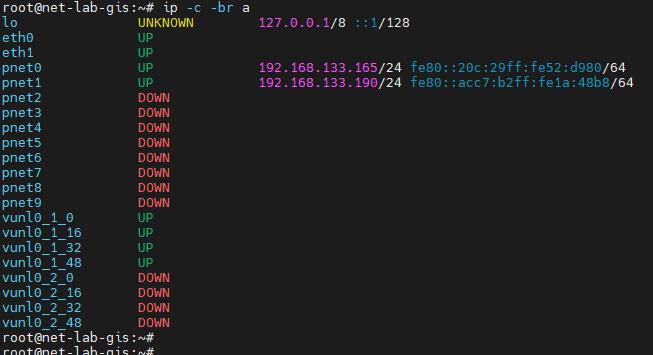 root@net-lab-gis:~# ip -c -br a
lo UNKNOWN 127.0.0.1/8 ::1/128
eth0 UP
eth1 UP
pnet0 UP 192.168.133.165/24 fe80::20c:29ff:fe52:d980/64
pnet1 UP 192.168.133.190/24 fe80::acc7:b2ff:fe1a:48b8/64
pnet2 DOWN
pnet3 DOWN
pnet4 DOWN
pnet5 DOWN
pnet6 DOWN
pnet7 DOWN
pnet8 DOWN
pnet9 DOWN
vunl0_1_0 UP
vunl0_1_16 UP
vunl0_1_32 UP
vunl0_1_48 UP
vunl0_2_0 DOWN
vunl0_2_16 DOWN
vunl0_2_32 DOWN
vunl0_2_48 DOWN
root@net-lab-gis:~#
root@net-lab-gis:~#